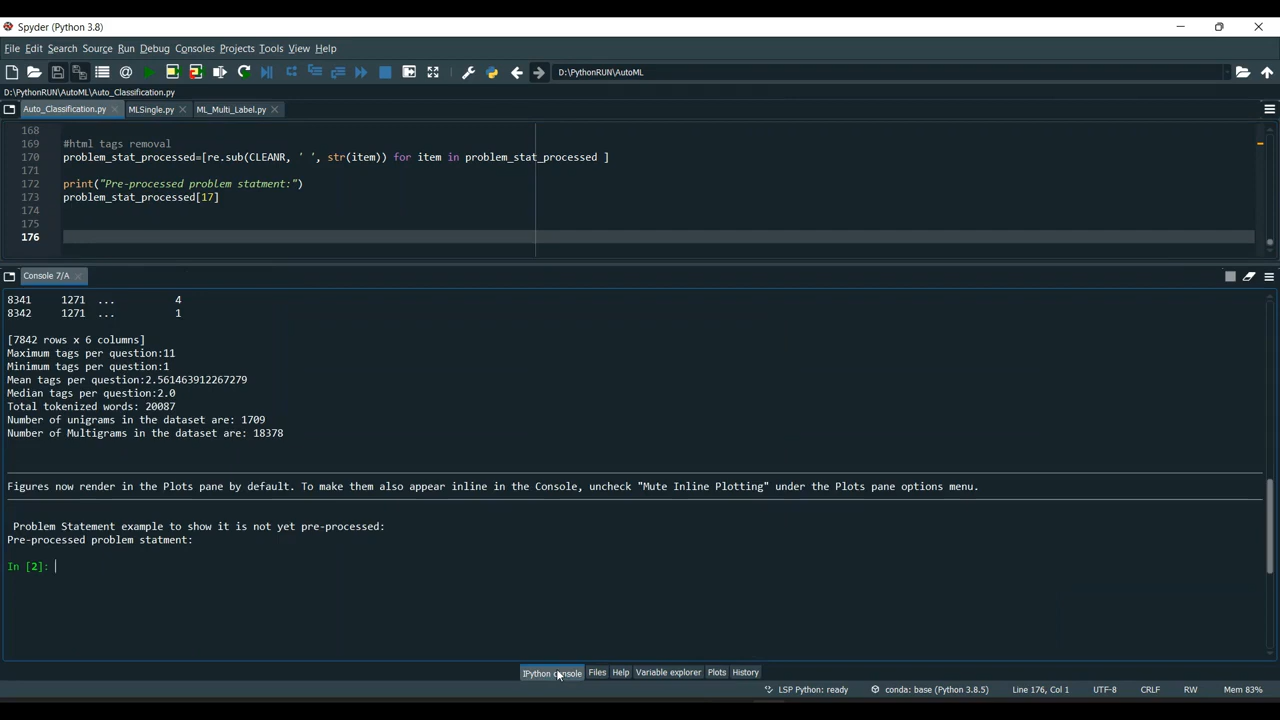 Spyder (Python 3.8)
File Edit Search Source Run Debug Consoles Projects Tools View Help
D:\PythonRUN\AutoML
D:\PythonRUN\AutoML\Auto_Classification.py
Auto_Classification.py MLSingle.py ML_Multi_Label.py
168
169 #html tags removal
170 problem_stat_processed=[re.sub(CLEANR, ' ', str(item)) for item in problem_stat_processed ]
171
172 print("Pre-processed problem statment:")
173 problem_stat_processed[17]
174
175
176
Console 7/A
8341 1271 ... 4
8342 1271 ... 1
[7842 rows x 6 columns]
Maximum tags per question:11
Minimum tags per question:1
Mean tags per question:2.561463912267279
Median tags per question:2.0
Total tokenized words: 20087
Number of unigrams in the dataset are: 1709
Number of Multigrams in the dataset are: 18378
Figures now render in the Plots pane by default. To make them also appear inline in the Console, uncheck "Mute Inline Plotting" under the Plots pane options menu.
Problem Statement example to show it is not yet pre-processed:
Pre-processed problem statment:
In [2]:
IPython console Files Help Variable explorer Plots History
LSP Python: ready conda: base (Python 3.8.5) Line 176, Col 1 UTF-8 CRLF RW Mem 83%